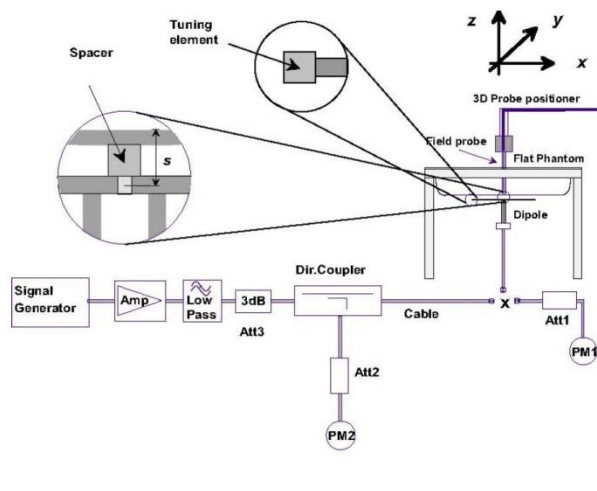 Tuning
element
Spacer
s
z
y
x
3D Probe positioner
Field probe
Flat Phantom
Dipole
Signal
Generator
Amp
Low
Pass
3dB
Att3
Dir.Coupler
Cable
x
Att1
PM1
Att2
PM2